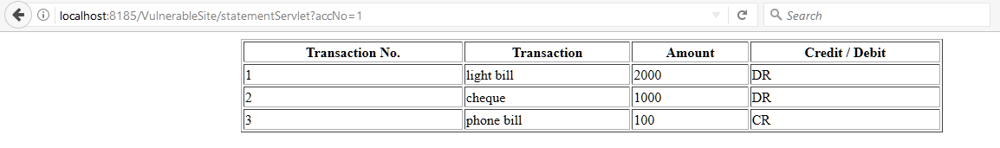 localhost:8185/VulnerableSite/statementServlet?accNo=1 Search
Transaction No. Transaction Amount Credit / Debit
1 light bill 2000 DR
2 cheque 1000 DR
3 phone bill 100 CR